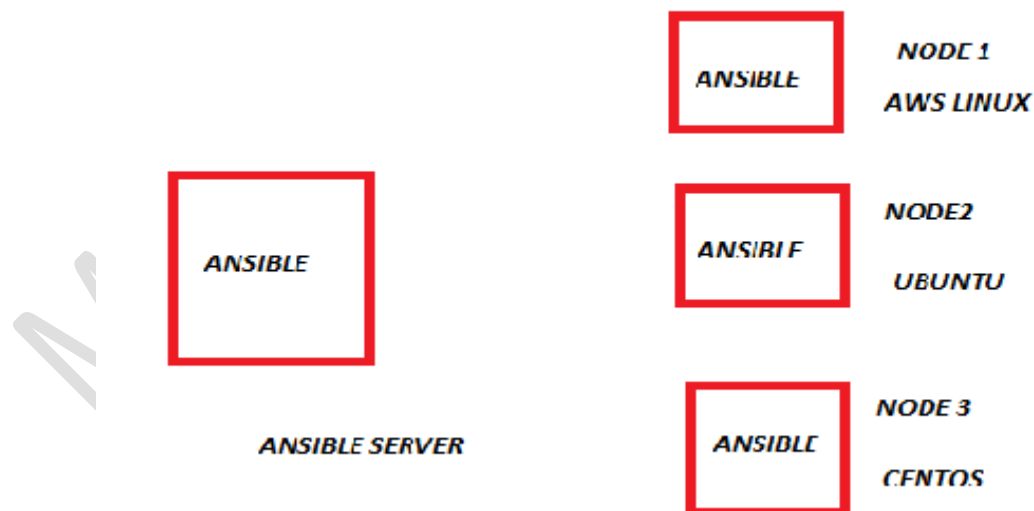 ANSIBLE
ANSIBLE SERVER
ANSIBLE
NODE 1
AWS LINUX
ANSIBLE
NODE2
UBUNTU
ANSIBLE
NODE 3
CENTOS